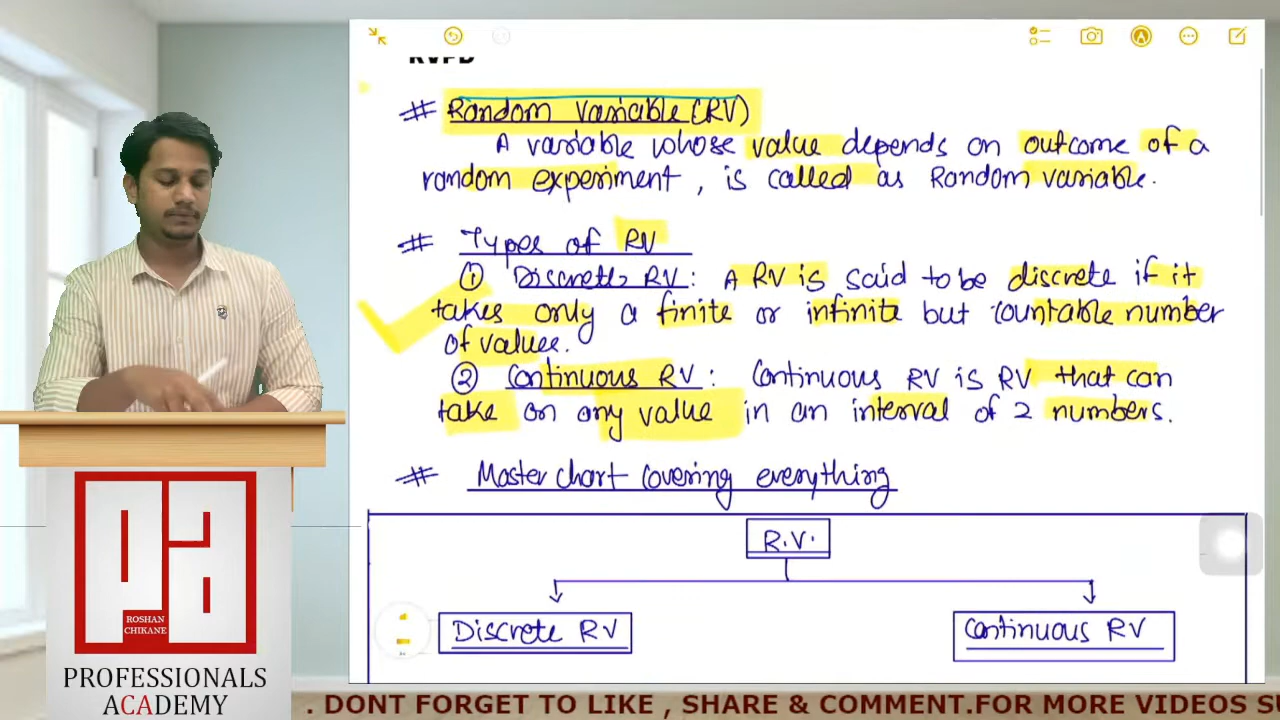 # Random Variable (RV)
A variable whose value depends on outcome of a
random experiment, is called as Random variable.
# Types of RV
① Discrete RV: A RV is said to be discrete if it
takes only a finite or infinite but countable number
of values.
② Continuous RV: Continuous RV is RV that can
take on any value in an interval of 2 numbers.
# Master chart covering everything
R.V.
Discrete RV
Continuous RV
ROSHAN
CHIKANE
PROFESSIONALS
ACADEMY
. DONT FORGET TO LIKE , SHARE & COMMENT.FOR MORE VIDEOS SU